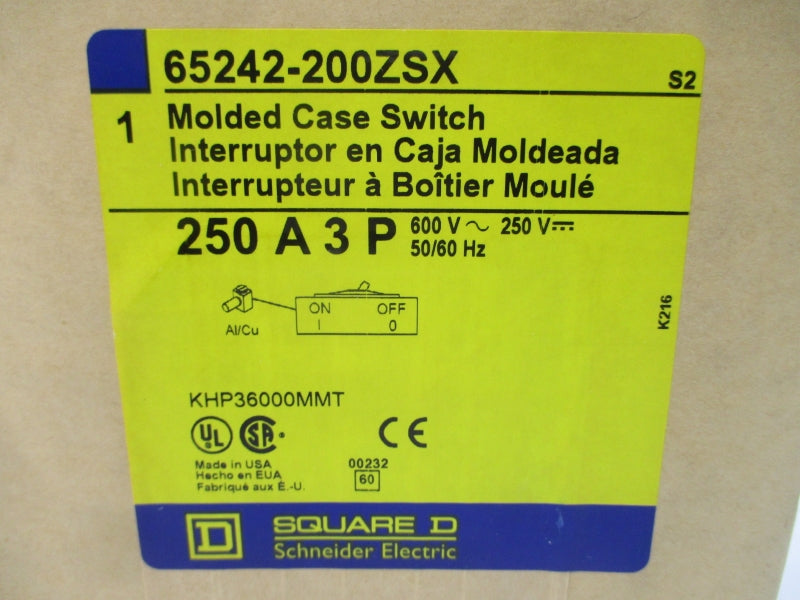 65242-200ZSX
S2
1
Molded Case Switch
Interruptor en Caja Moldeada
Interrupteur à Boîtier Moulé
250 A 3 P
600 V ~ 250 V⎓
50/60 Hz
ON OFF
I 0
Al/Cu
K216
KHP36000MMT
UL SA CE
Made in USA
Hecho en EUA
Fabriqué aux É.-U.
00232
60
D SQUARE D
Schneider Electric